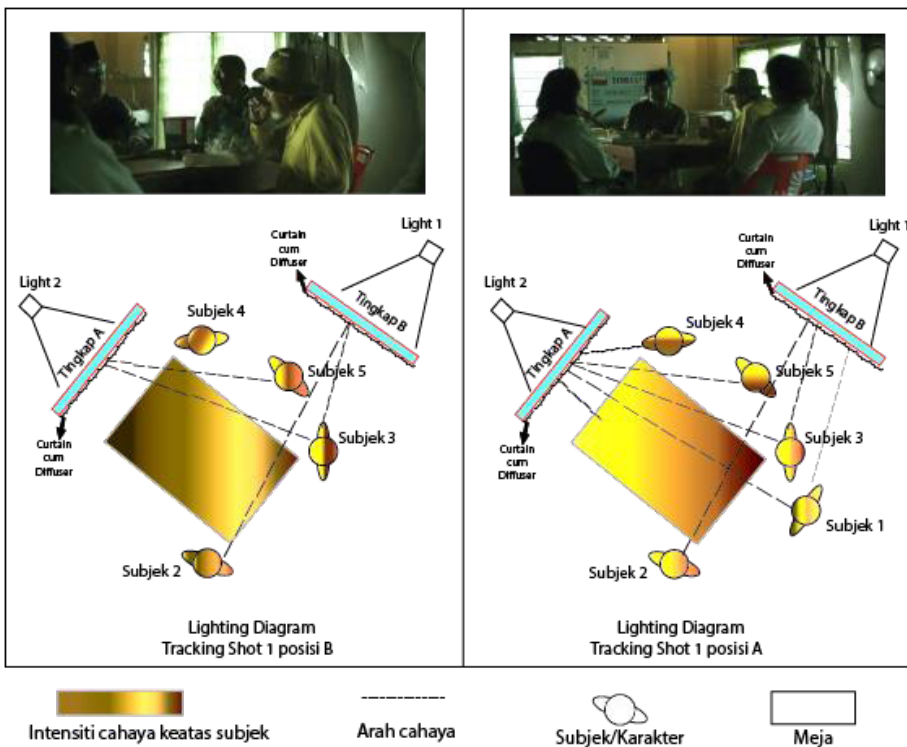 Light 1
Curtain
cum
Diffuser
Light 2
Tingkap B
Subjek 4
Tingkap A
Subjek 5
Curtain
cum
Diffuser
Subjek 3
Subjek 2
Lighting Diagram
Tracking Shot 1 posisi B
Light 1
Curtain
cum
Diffuser
Light 2
Tingkap B
Subjek 4
Tingkap A
Subjek 5
Curtain
cum
Diffuser
Subjek 3
Subjek 1
Subjek 2
Lighting Diagram
Tracking Shot 1 posisi A
Intensiti cahaya keatas subjek
Arah cahaya
Subjek/Karakter
Meja